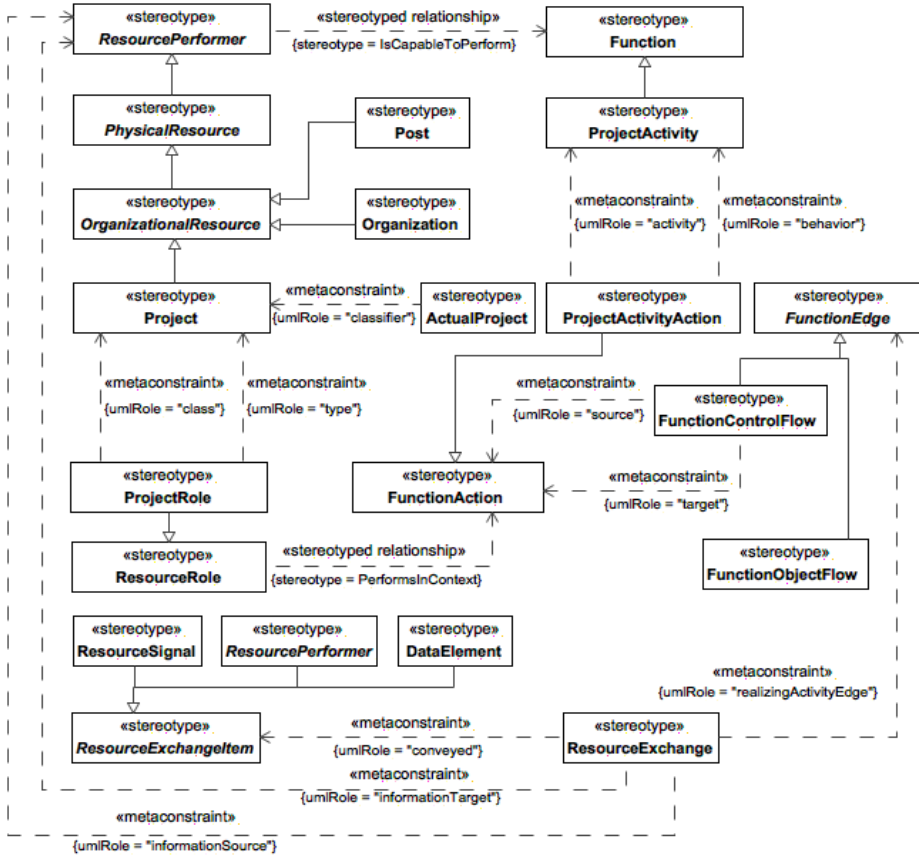 «stereotype»
ResourcePerformer
«stereotyped relationship»
{stereotype = IsCapableToPerform}
«stereotype»
Function
«stereotype»
PhysicalResource
«stereotype»
Post
«stereotype»
ProjectActivity
«stereotype»
OrganizationalResource
«stereotype»
Organization
«metaconstraint»
{umlRole = "activity"}
«metaconstraint»
{umlRole = "behavior"}
«stereotype»
Project
«metaconstraint»
{umlRole = "classifier"}
«stereotype»
ActualProject
«stereotype»
ProjectActivityAction
«stereotype»
FunctionEdge
«metaconstraint»
{umlRole = "class"}
«metaconstraint»
{umlRole = "type"}
«metaconstraint»
{umlRole = "source"}
«stereotype»
FunctionControlFlow
«stereotype»
ProjectRole
«stereotype»
FunctionAction
«metaconstraint»
{umlRole = "target"}
«stereotype»
ResourceRole
«stereotyped relationship»
{stereotype = PerformsInContext}
«stereotype»
FunctionObjectFlow
«stereotype»
ResourceSignal
«stereotype»
ResourcePerformer
«stereotype»
DataElement
«metaconstraint»
{umlRole = "realizingActivityEdge"}
«stereotype»
ResourceExchangeItem
«metaconstraint»
{umlRole = "conveyed"}
«stereotype»
ResourceExchange
«metaconstraint»
{umlRole = "informationTarget"}
«metaconstraint»
{umlRole = "informationSource"}